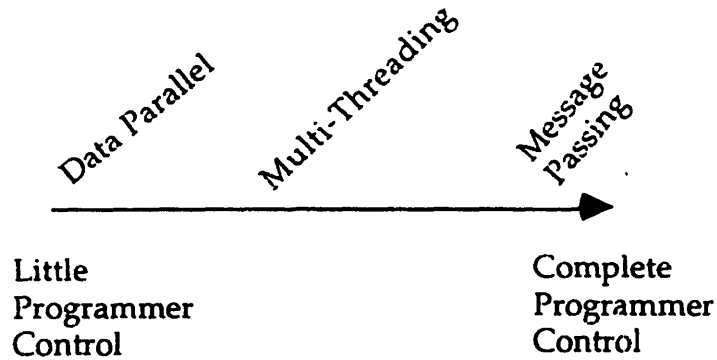 Data Parallel
Multi-Threading
Message
Passing
Little
Programmer
Control
Complete
Programmer
Control